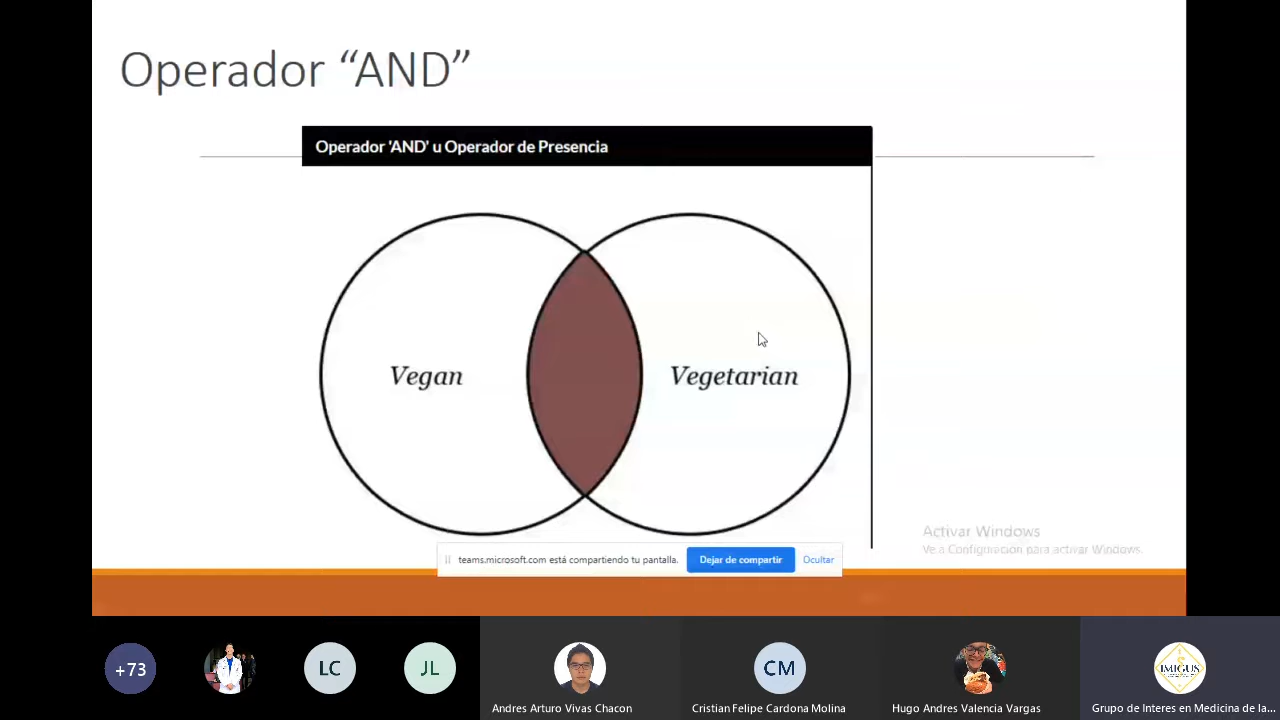 Operador “AND”
Operador 'AND' u Operador de Presencia
Vegan
Vegetarian
Activar Windows
Ve a Configuración para activar Windows.
teams.microsoft.com está compartiendo tu pantalla.
Dejar de compartir
Ocultar
+73
LC
JL
CM
IMIGUS
Andres Arturo Vivas Chacon
Cristian Felipe Cardona Molina
Hugo Andres Valencia Vargas
Grupo de Interes en Medicina de la...